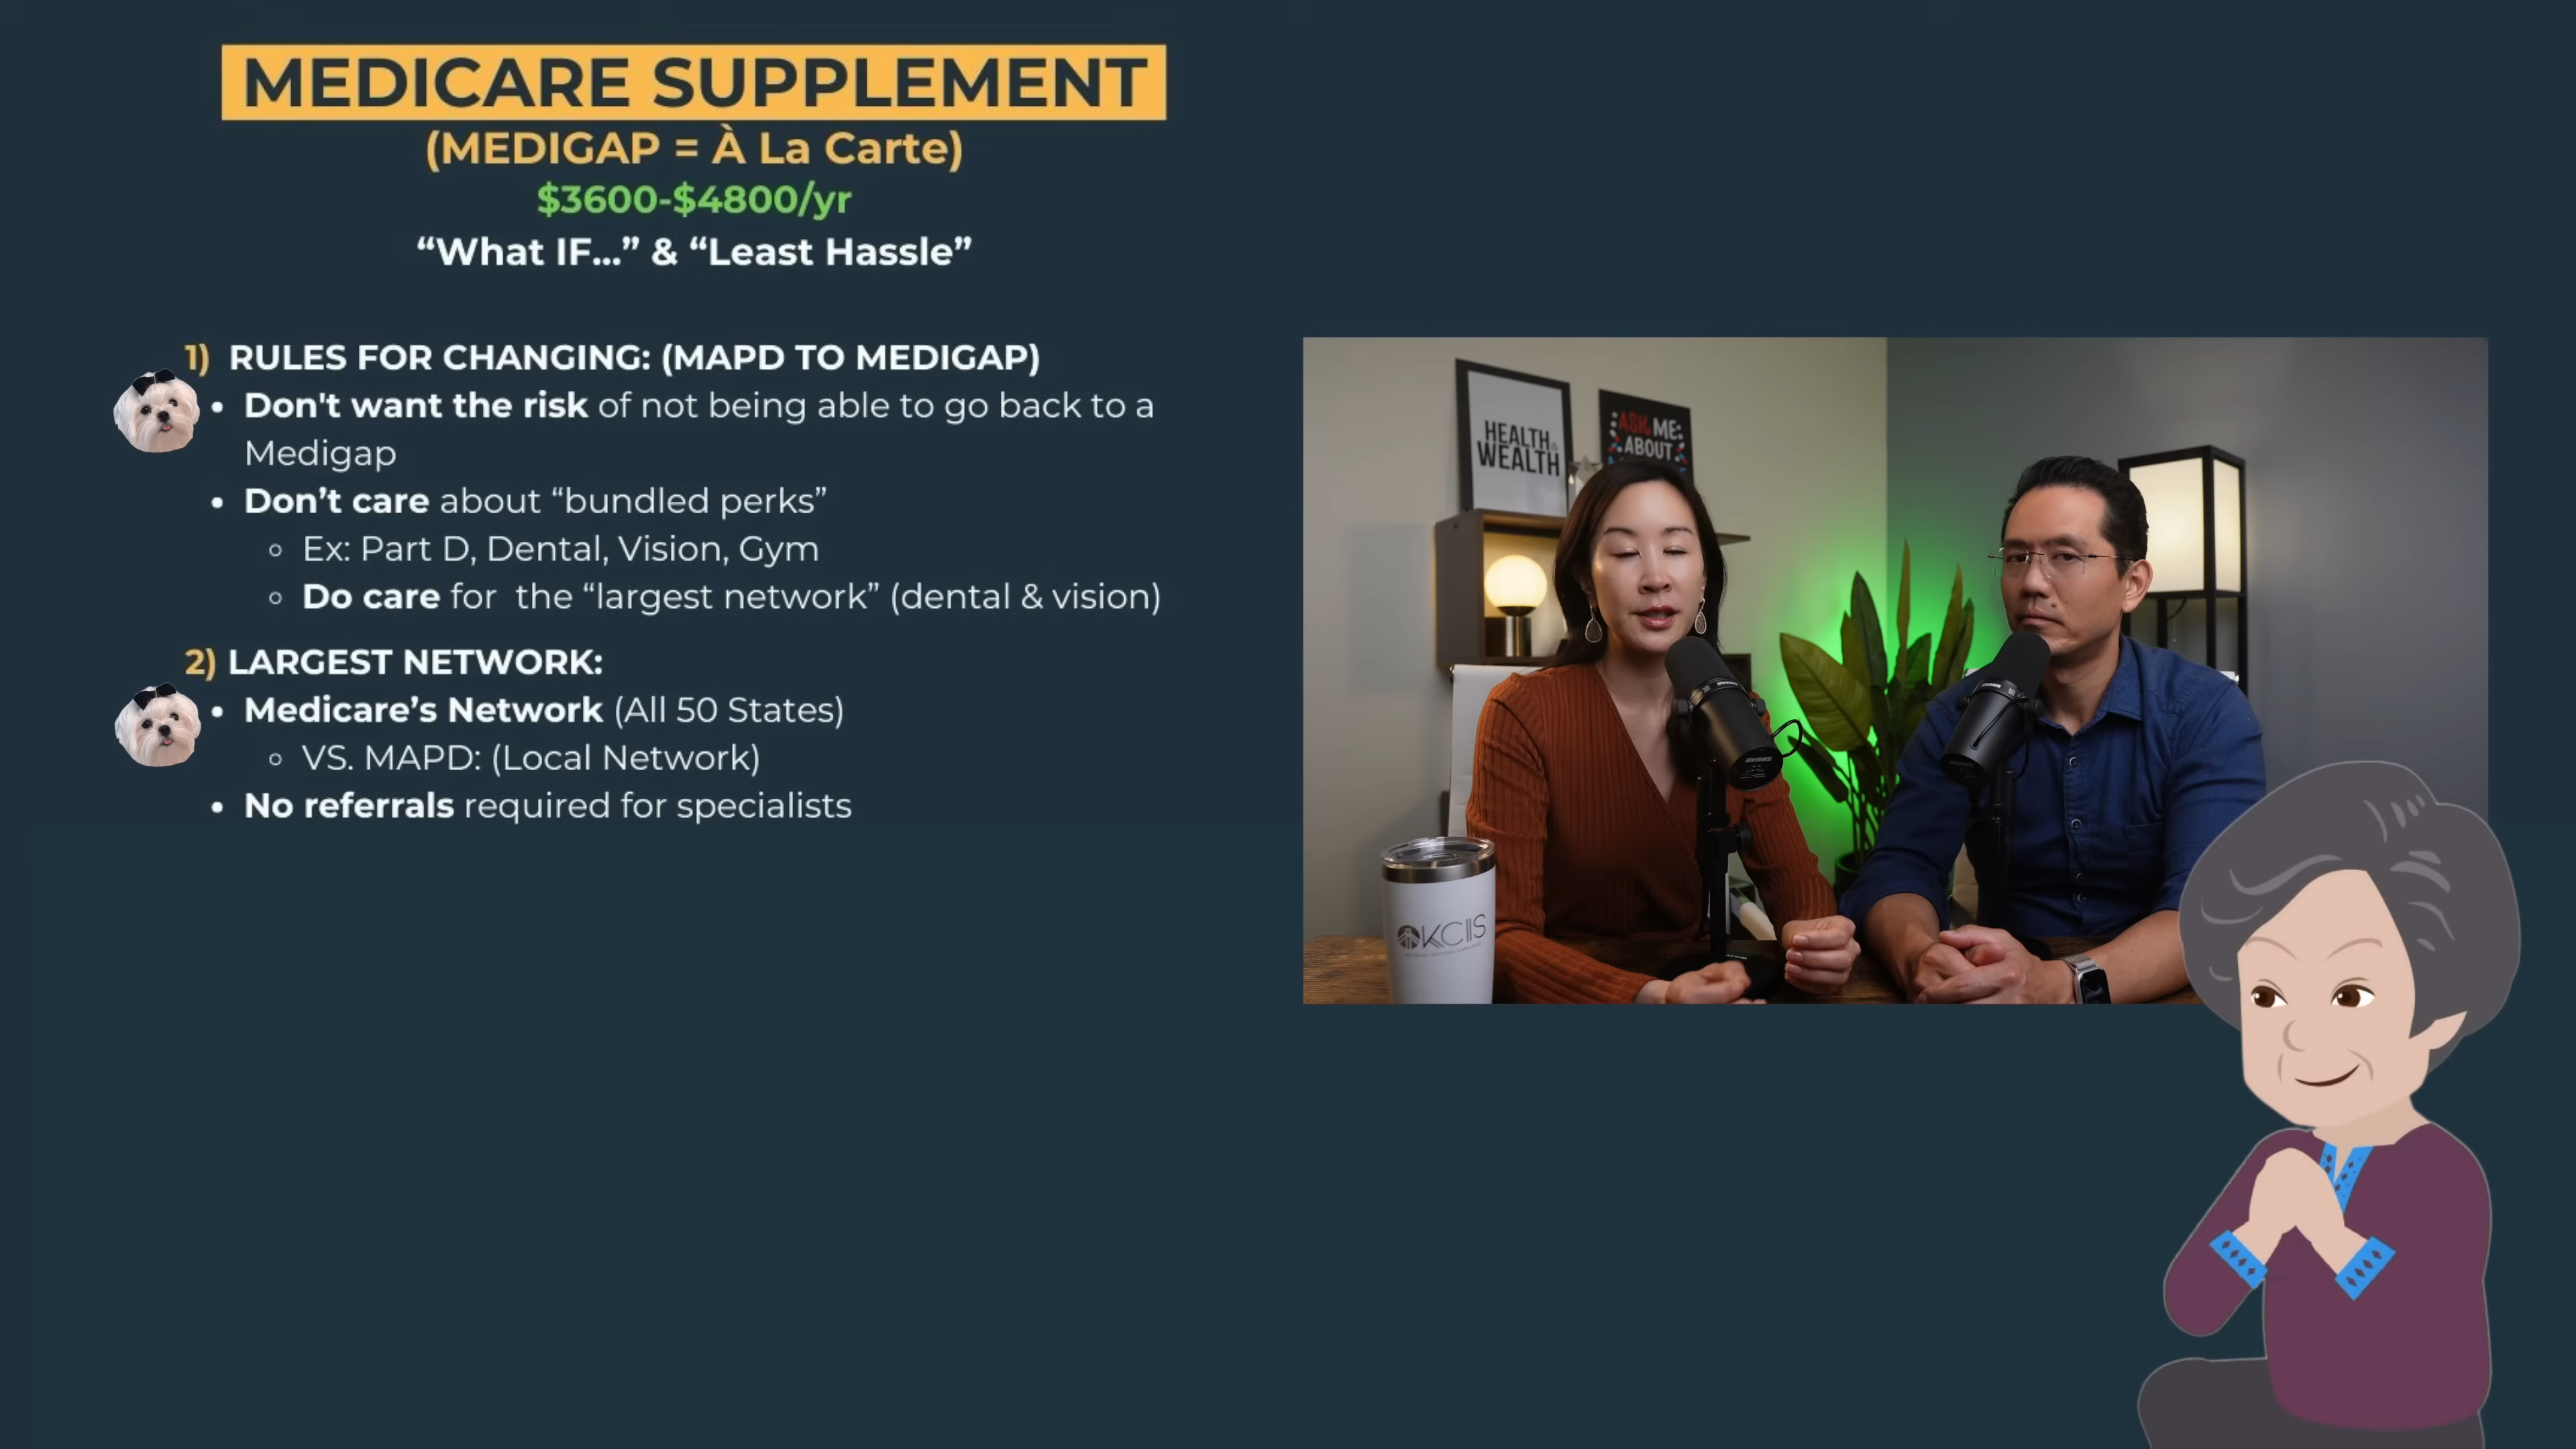 MEDICARE SUPPLEMENT
(MEDIGAP = À La Carte)
$3600-$4800/yr
“What IF...” & “Least Hassle”
1) RULES FOR CHANGING: (MAPD TO MEDIGAP)
• Don't want the risk of not being able to go back to a
Medigap
• Don’t care about “bundled perks”
◦ Ex: Part D, Dental, Vision, Gym
◦ Do care for the “largest network” (dental & vision)
2) LARGEST NETWORK:
• Medicare’s Network (All 50 States)
◦ VS. MAPD: (Local Network)
• No referrals required for specialists
HEALTH &
WEALTH
ASK ME
ABOUT
KCIIS